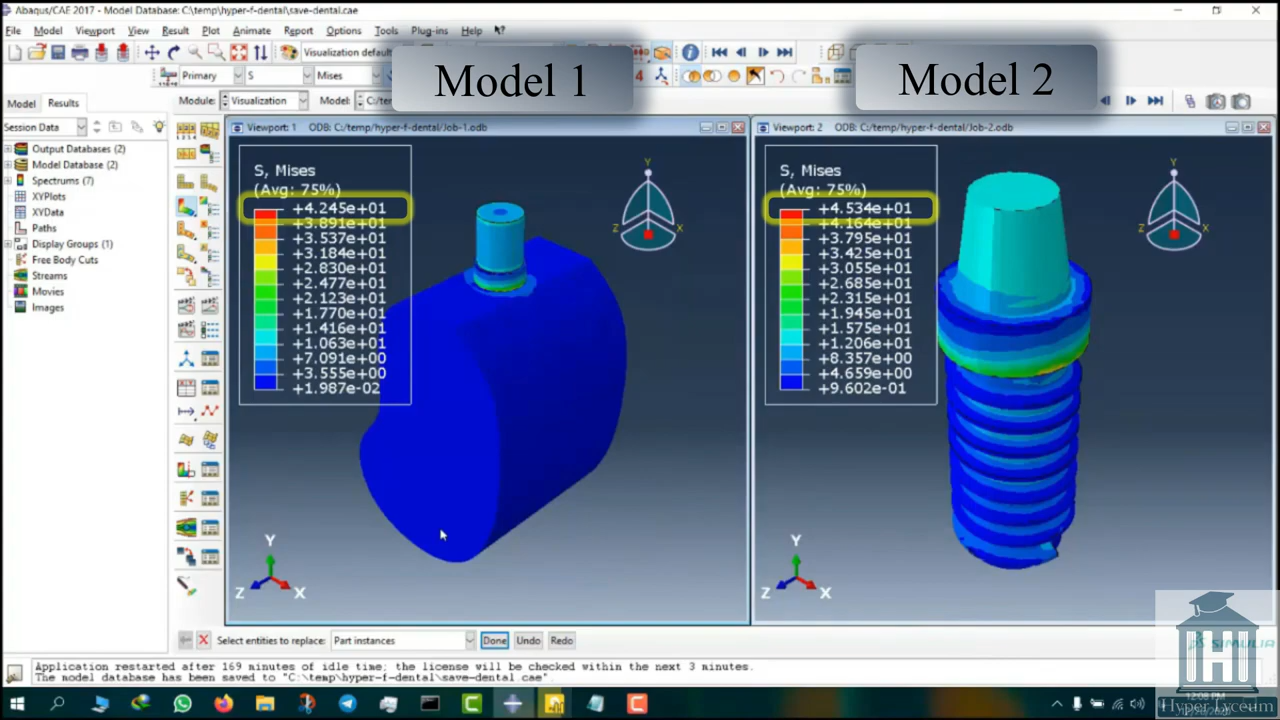 Abaqus/CAE 2017 - Model Database: C:\temp\hyper-f-dental\save-dental.cae
File Model Viewport View Result Plot Animate Report Options Tools Plug-ins Help
Visualization defaul
Primary S Mises
Model 1
Model 2
Model Results
Module: Visualization Model: C:/te
Session Data
Output Databases (2)
Model Database (2)
Spectrums (7)
XYPlots
XYData
Paths
Display Groups (1)
Free Body Cuts
Streams
Movies
Images
Viewport: 1 ODB: C:/temp/hyper-f-dental/Job-1.odb
S, Mises
(Avg: 75%)
+4.245e+01
+3.891e+01
+3.537e+01
+3.184e+01
+2.830e+01
+2.477e+01
+2.123e+01
+1.770e+01
+1.416e+01
+1.063e+01
+7.091e+00
+3.555e+00
+1.987e-02
Y
Z X
Y
Z X
Viewport: 2 ODB: C:/temp/hyper-f-dental/Job-2.odb
S, Mises
(Avg: 75%)
+4.534e+01
+4.164e+01
+3.795e+01
+3.425e+01
+3.055e+01
+2.685e+01
+2.315e+01
+1.945e+01
+1.575e+01
+1.206e+01
+8.357e+00
+4.659e+00
+9.602e-01
Y
Z X
Y
Z X
Select entities to replace: Part instances Done Undo Redo
SIMULIA
Application restarted after 169 minutes of idle time; the license will be checked within the next 3 minutes.
The model database has been saved to "C:\temp\hyper-f-dental\save-dental.cae".
Hyper Lyceum